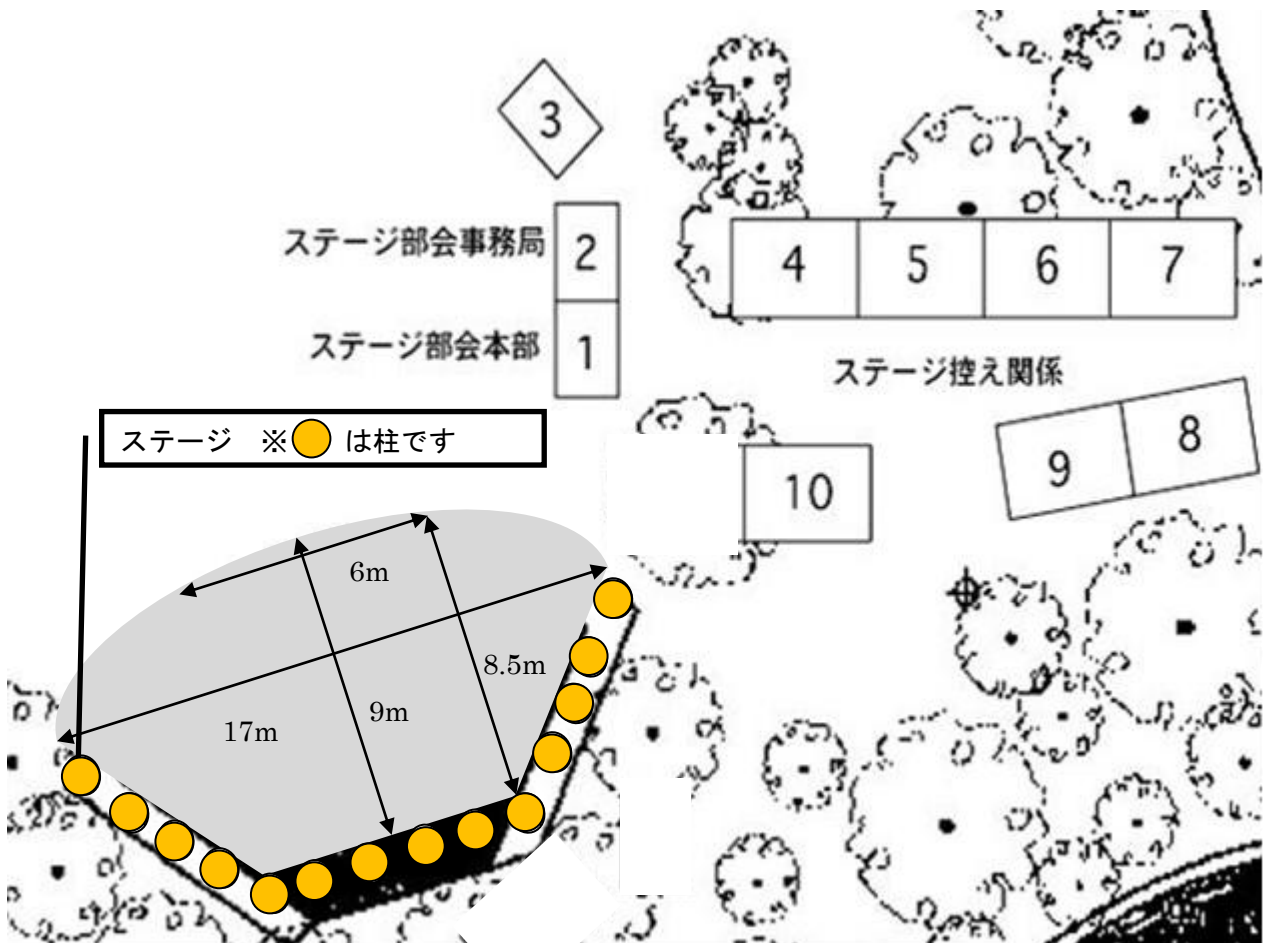 3
ステージ部会事務局
2
4
5
6
7
ステージ部会本部
1
ステージ控え関係
ステージ ※ は柱です
10
9
8
6m
8.5m
9m
17m